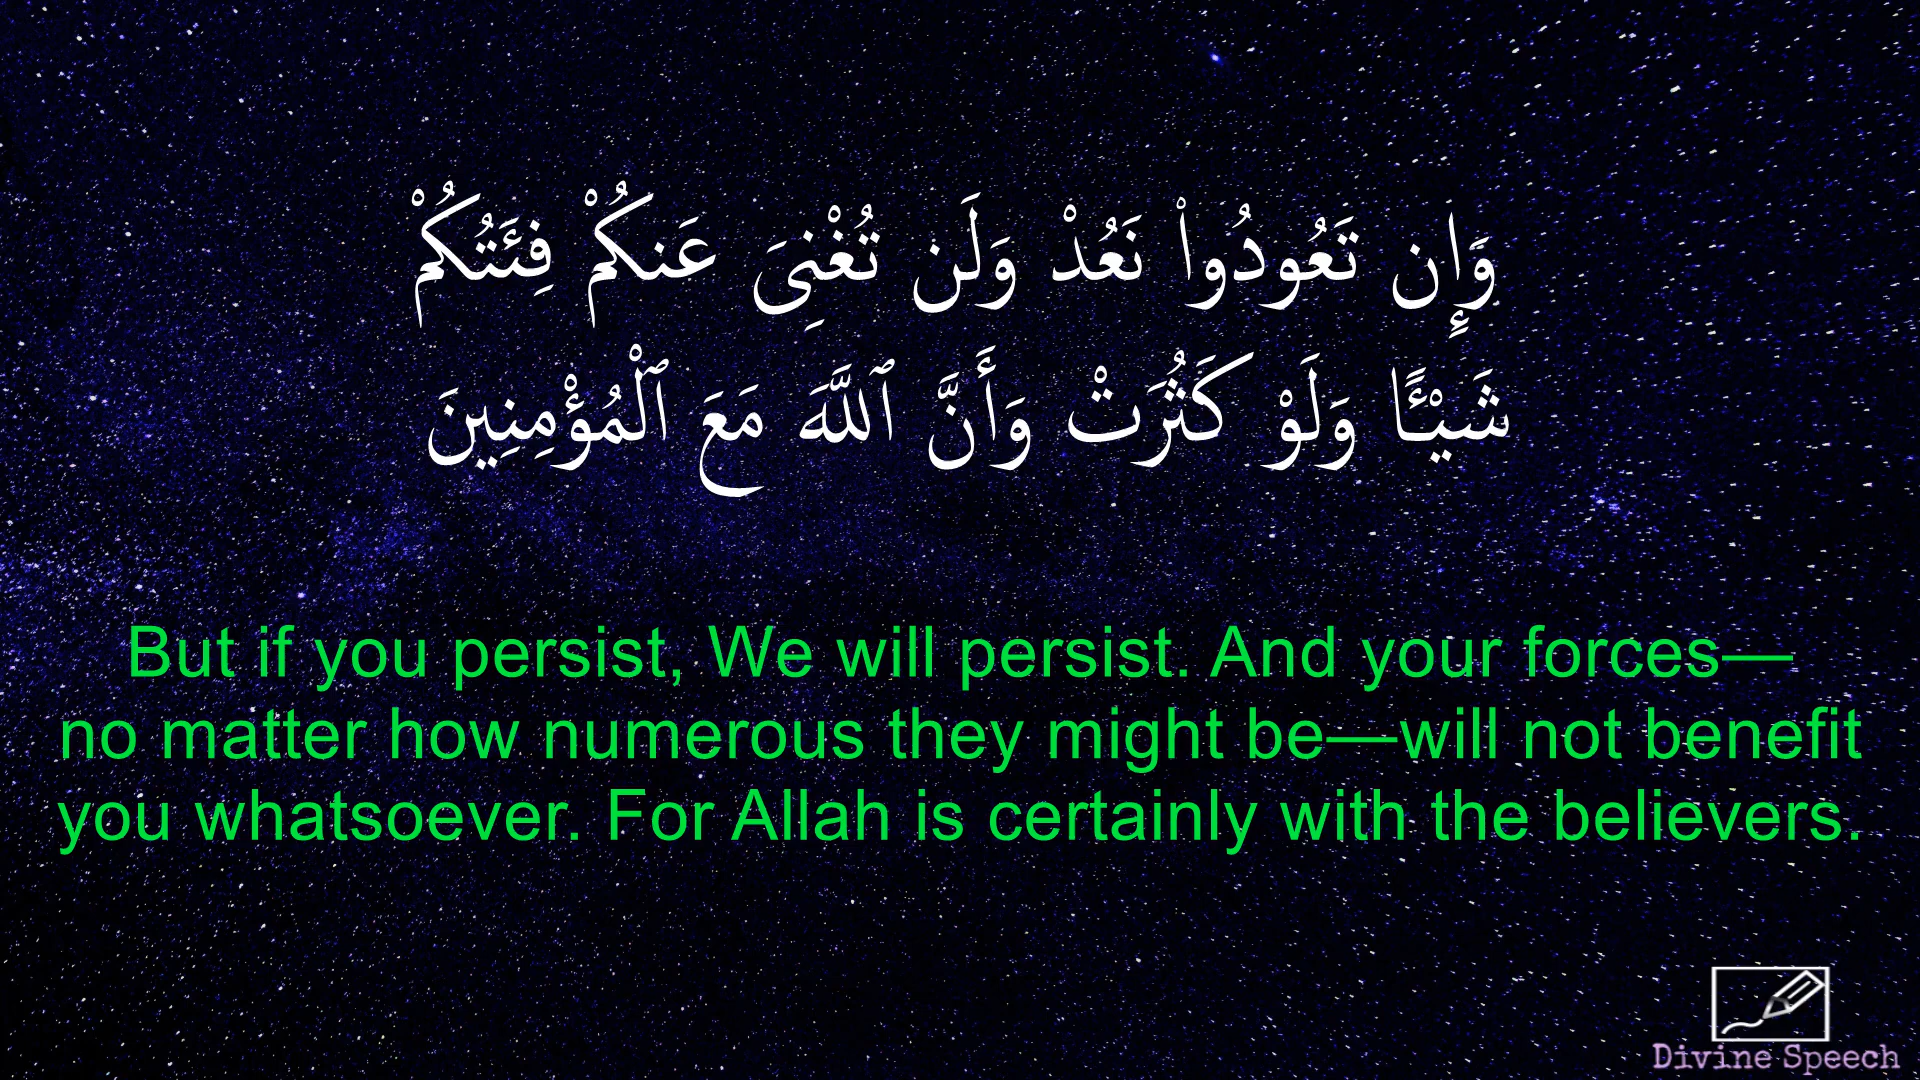 وَإِن تَعُودُوا۟ نَعُدْ وَلَن تُغْنِىَ عَنكُمْ فِئَتُكُمْ
شَيْـًٔا وَلَوْ كَثُرَتْ وَأَنَّ ٱللَّهَ مَعَ ٱلْمُؤْمِنِينَ
But if you persist, We will persist. And your forces—
no matter how numerous they might be—will not benefit
you whatsoever. For Allah is certainly with the believers.
Divine Speech